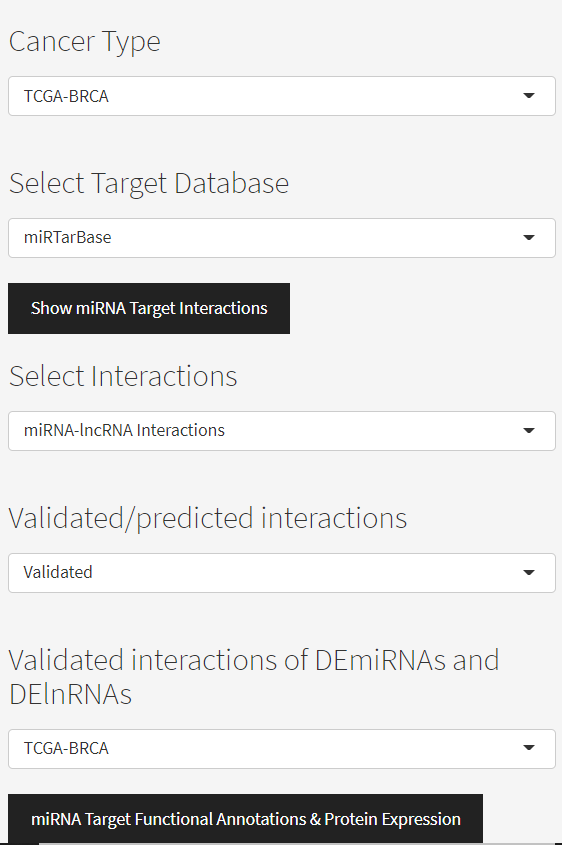 Cancer Type
TCGA-BRCA
Select Target Database
miRTarBase
Show miRNA Target Interactions
Select Interactions
miRNA-lncRNA Interactions
Validated/predicted interactions
Validated
Validated interactions of DEmiRNAs and
DElnRNAs
TCGA-BRCA
miRNA Target Functional Annotations & Protein Expression